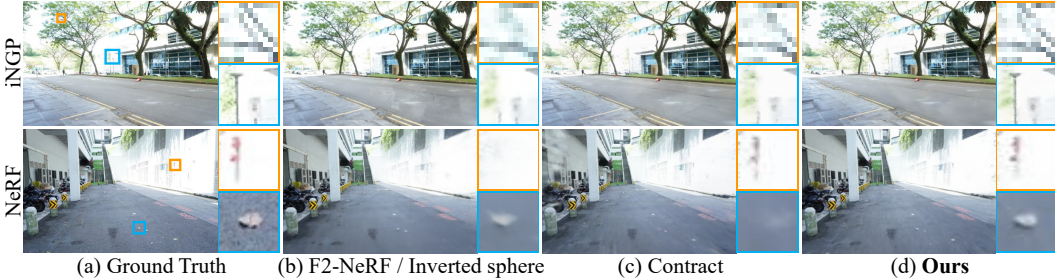 iNGP
NeRF
(a) Ground Truth
(b) F2-NeRF / Inverted sphere
(c) Contract
(d) Ours